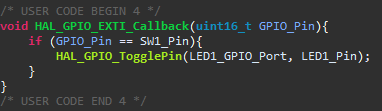 /* USER CODE BEGIN 4 */
void HAL_GPIO_EXTI_Callback(uint16_t GPIO_Pin){
    if (GPIO_Pin == SW1_Pin){
        HAL_GPIO_TogglePin(LED1_GPIO_Port, LED1_Pin);
    }
}
/* USER CODE END 4 */